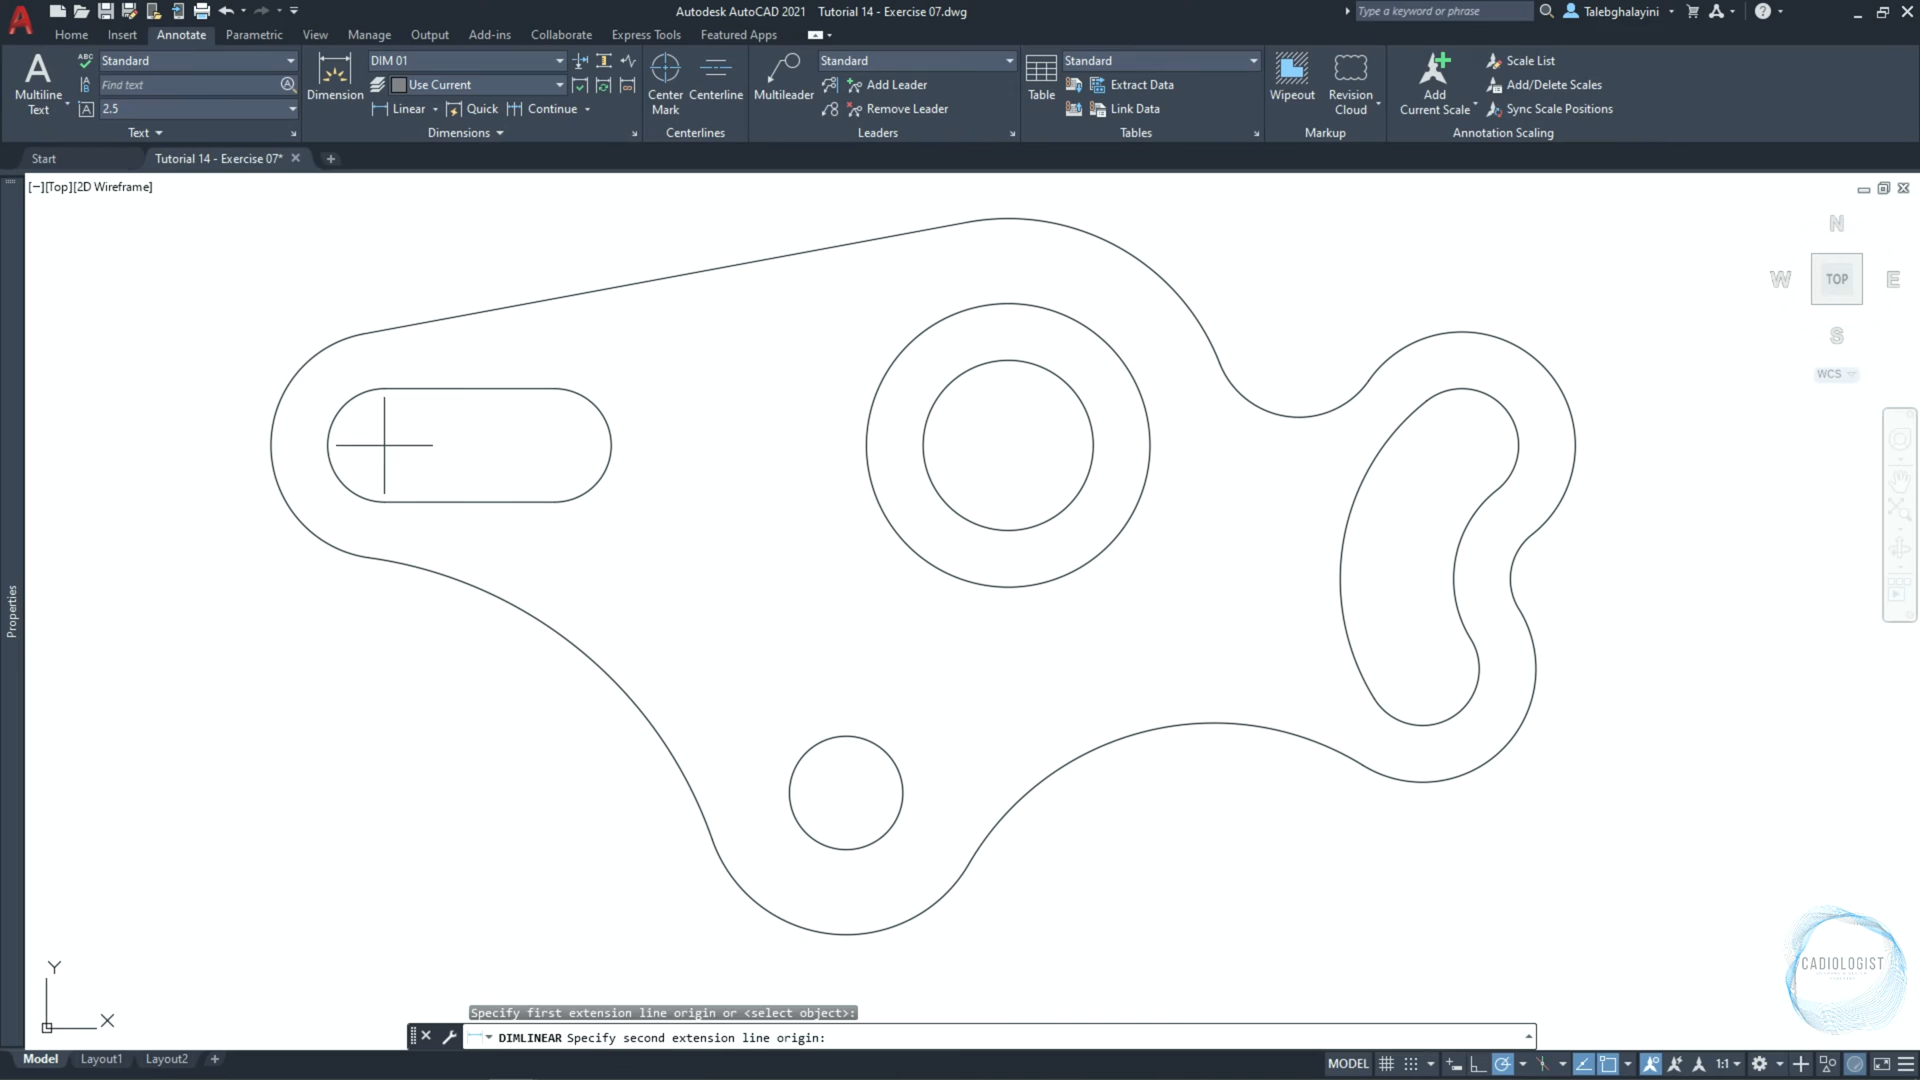 Autodesk AutoCAD 2021 Tutorial 14 - Exercise 07.dwg
Type a keyword or phrase
Talebghalayini
Home Insert Annotate Parametric View Manage Output Add-ins Collaborate Express Tools Featured Apps
Multiline Text
ABC Standard
Find text
2.5
Text
Dimension
DIM 01
Use Current
Linear Quick Continue
Dimensions
Center Mark
Centerline
Centerlines
Multileader
Standard
Add Leader
Remove Leader
Leaders
Table
Standard
Extract Data
Link Data
Tables
Wipeout
Revision Cloud
Markup
Add Current Scale
Scale List
Add/Delete Scales
Sync Scale Positions
Annotation Scaling
Start
Tutorial 14 - Exercise 07*
[−][Top][2D Wireframe]
N
W TOP E
S
WCS
Properties
Y
X
CADIOLOGIST
Specify first extension line origin or <select object>:
DIMLINEAR Specify second extension line origin:
Model Layout1 Layout2
MODEL
1:1